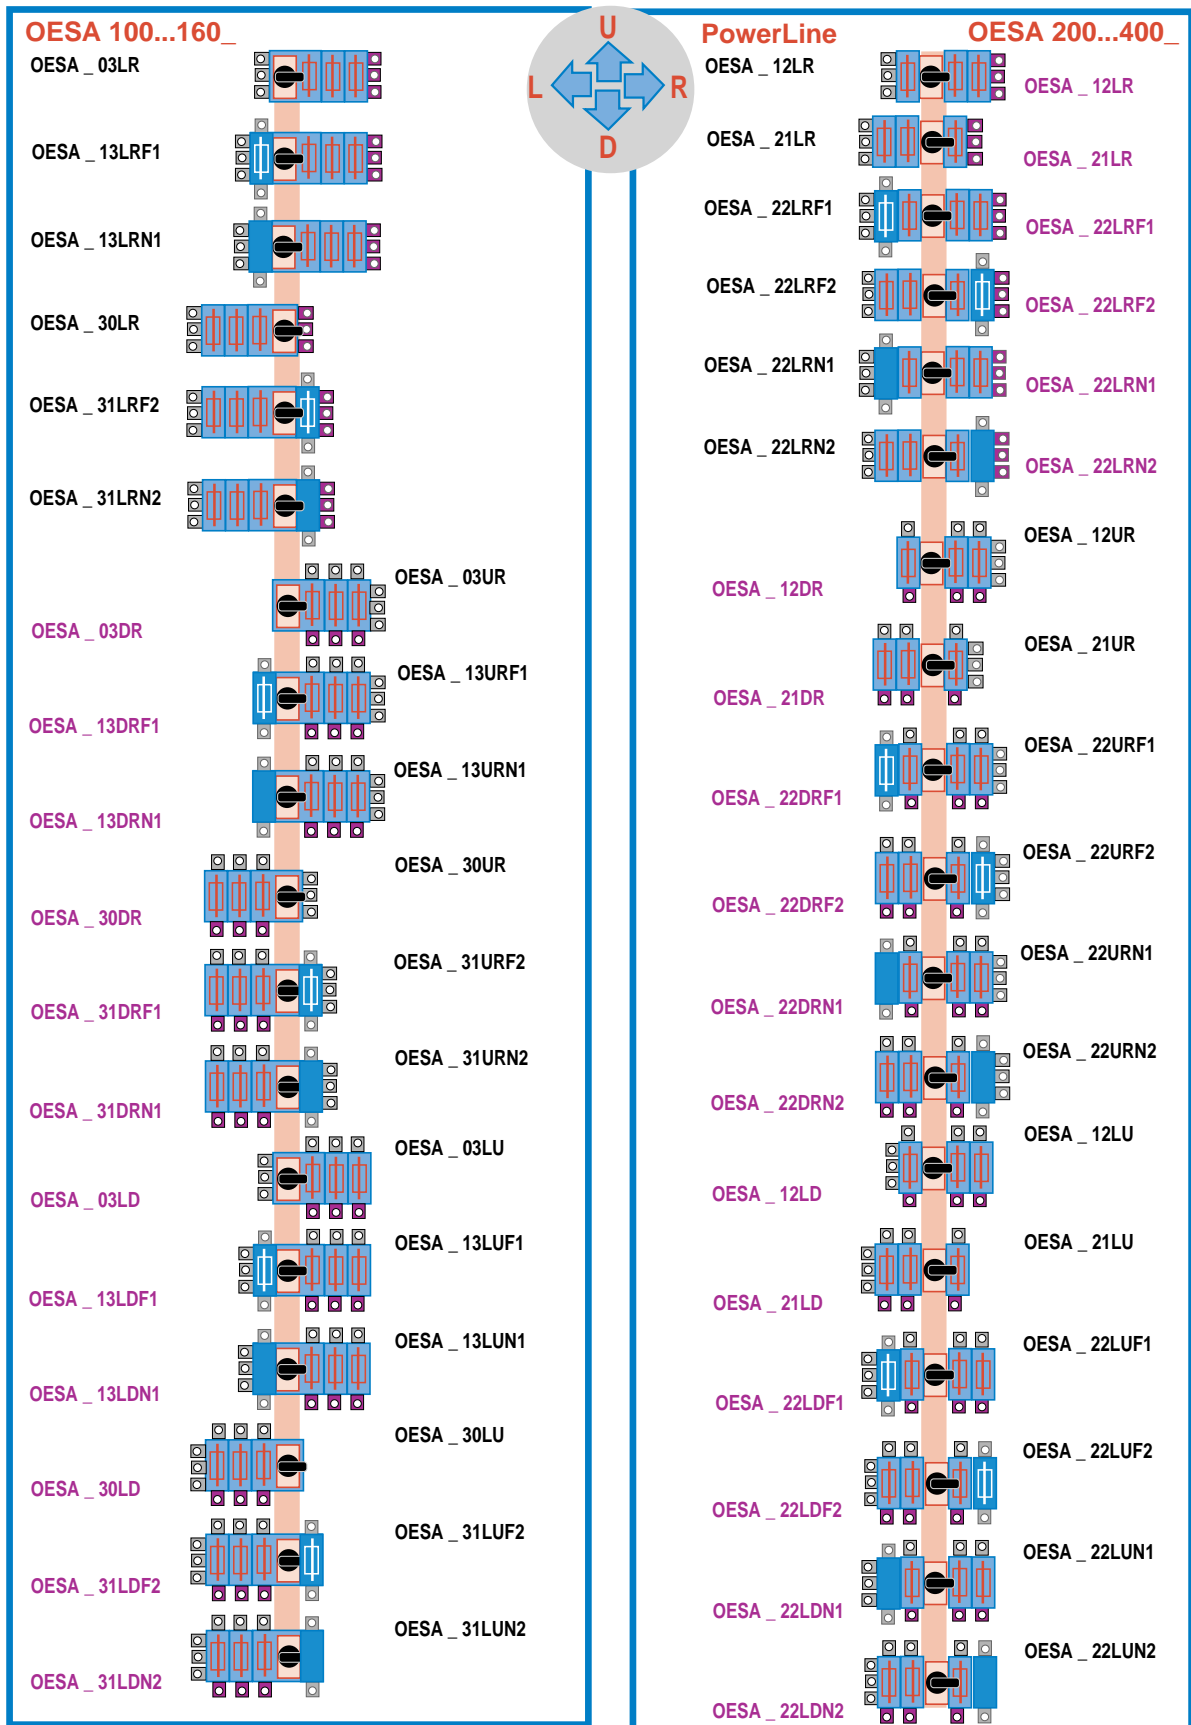 OESA 100...160_
OESA _ 03LR
OESA _ 13LRF1
OESA _ 13LRN1
OESA _ 30LR
OESA _ 31LRF2
OESA _ 31LRN2
OESA _ 03UR
OESA _ 03DR
OESA _ 13URF1
OESA _ 13DRF1
OESA _ 13URN1
OESA _ 13DRN1
OESA _ 30UR
OESA _ 30DR
OESA _ 31URF2
OESA _ 31DRF1
OESA _ 31URN2
OESA _ 31DRN1
OESA _ 03LU
OESA _ 03LD
OESA _ 13LUF1
OESA _ 13LDF1
OESA _ 13LUN1
OESA _ 13LDN1
OESA _ 30LU
OESA _ 30LD
OESA _ 31LUF2
OESA _ 31LDF2
OESA _ 31LUN2
OESA _ 31LDN2
U
L R
D
PowerLine OESA 200...400_
OESA _ 12LR
OESA _ 12LR
OESA _ 21LR
OESA _ 21LR
OESA _ 22LRF1
OESA _ 22LRF1
OESA _ 22LRF2
OESA _ 22LRF2
OESA _ 22LRN1
OESA _ 22LRN1
OESA _ 22LRN2
OESA _ 22LRN2
OESA _ 12UR
OESA _ 12DR
OESA _ 21UR
OESA _ 21DR
OESA _ 22URF1
OESA _ 22DRF1
OESA _ 22URF2
OESA _ 22DRF2
OESA _ 22URN1
OESA _ 22DRN1
OESA _ 22URN2
OESA _ 22DRN2
OESA _ 12LU
OESA _ 12LD
OESA _ 21LU
OESA _ 21LD
OESA _ 22LUF1
OESA _ 22LDF1
OESA _ 22LUF2
OESA _ 22LDF2
OESA _ 22LUN1
OESA _ 22LDN1
OESA _ 22LUN2
OESA _ 22LDN2